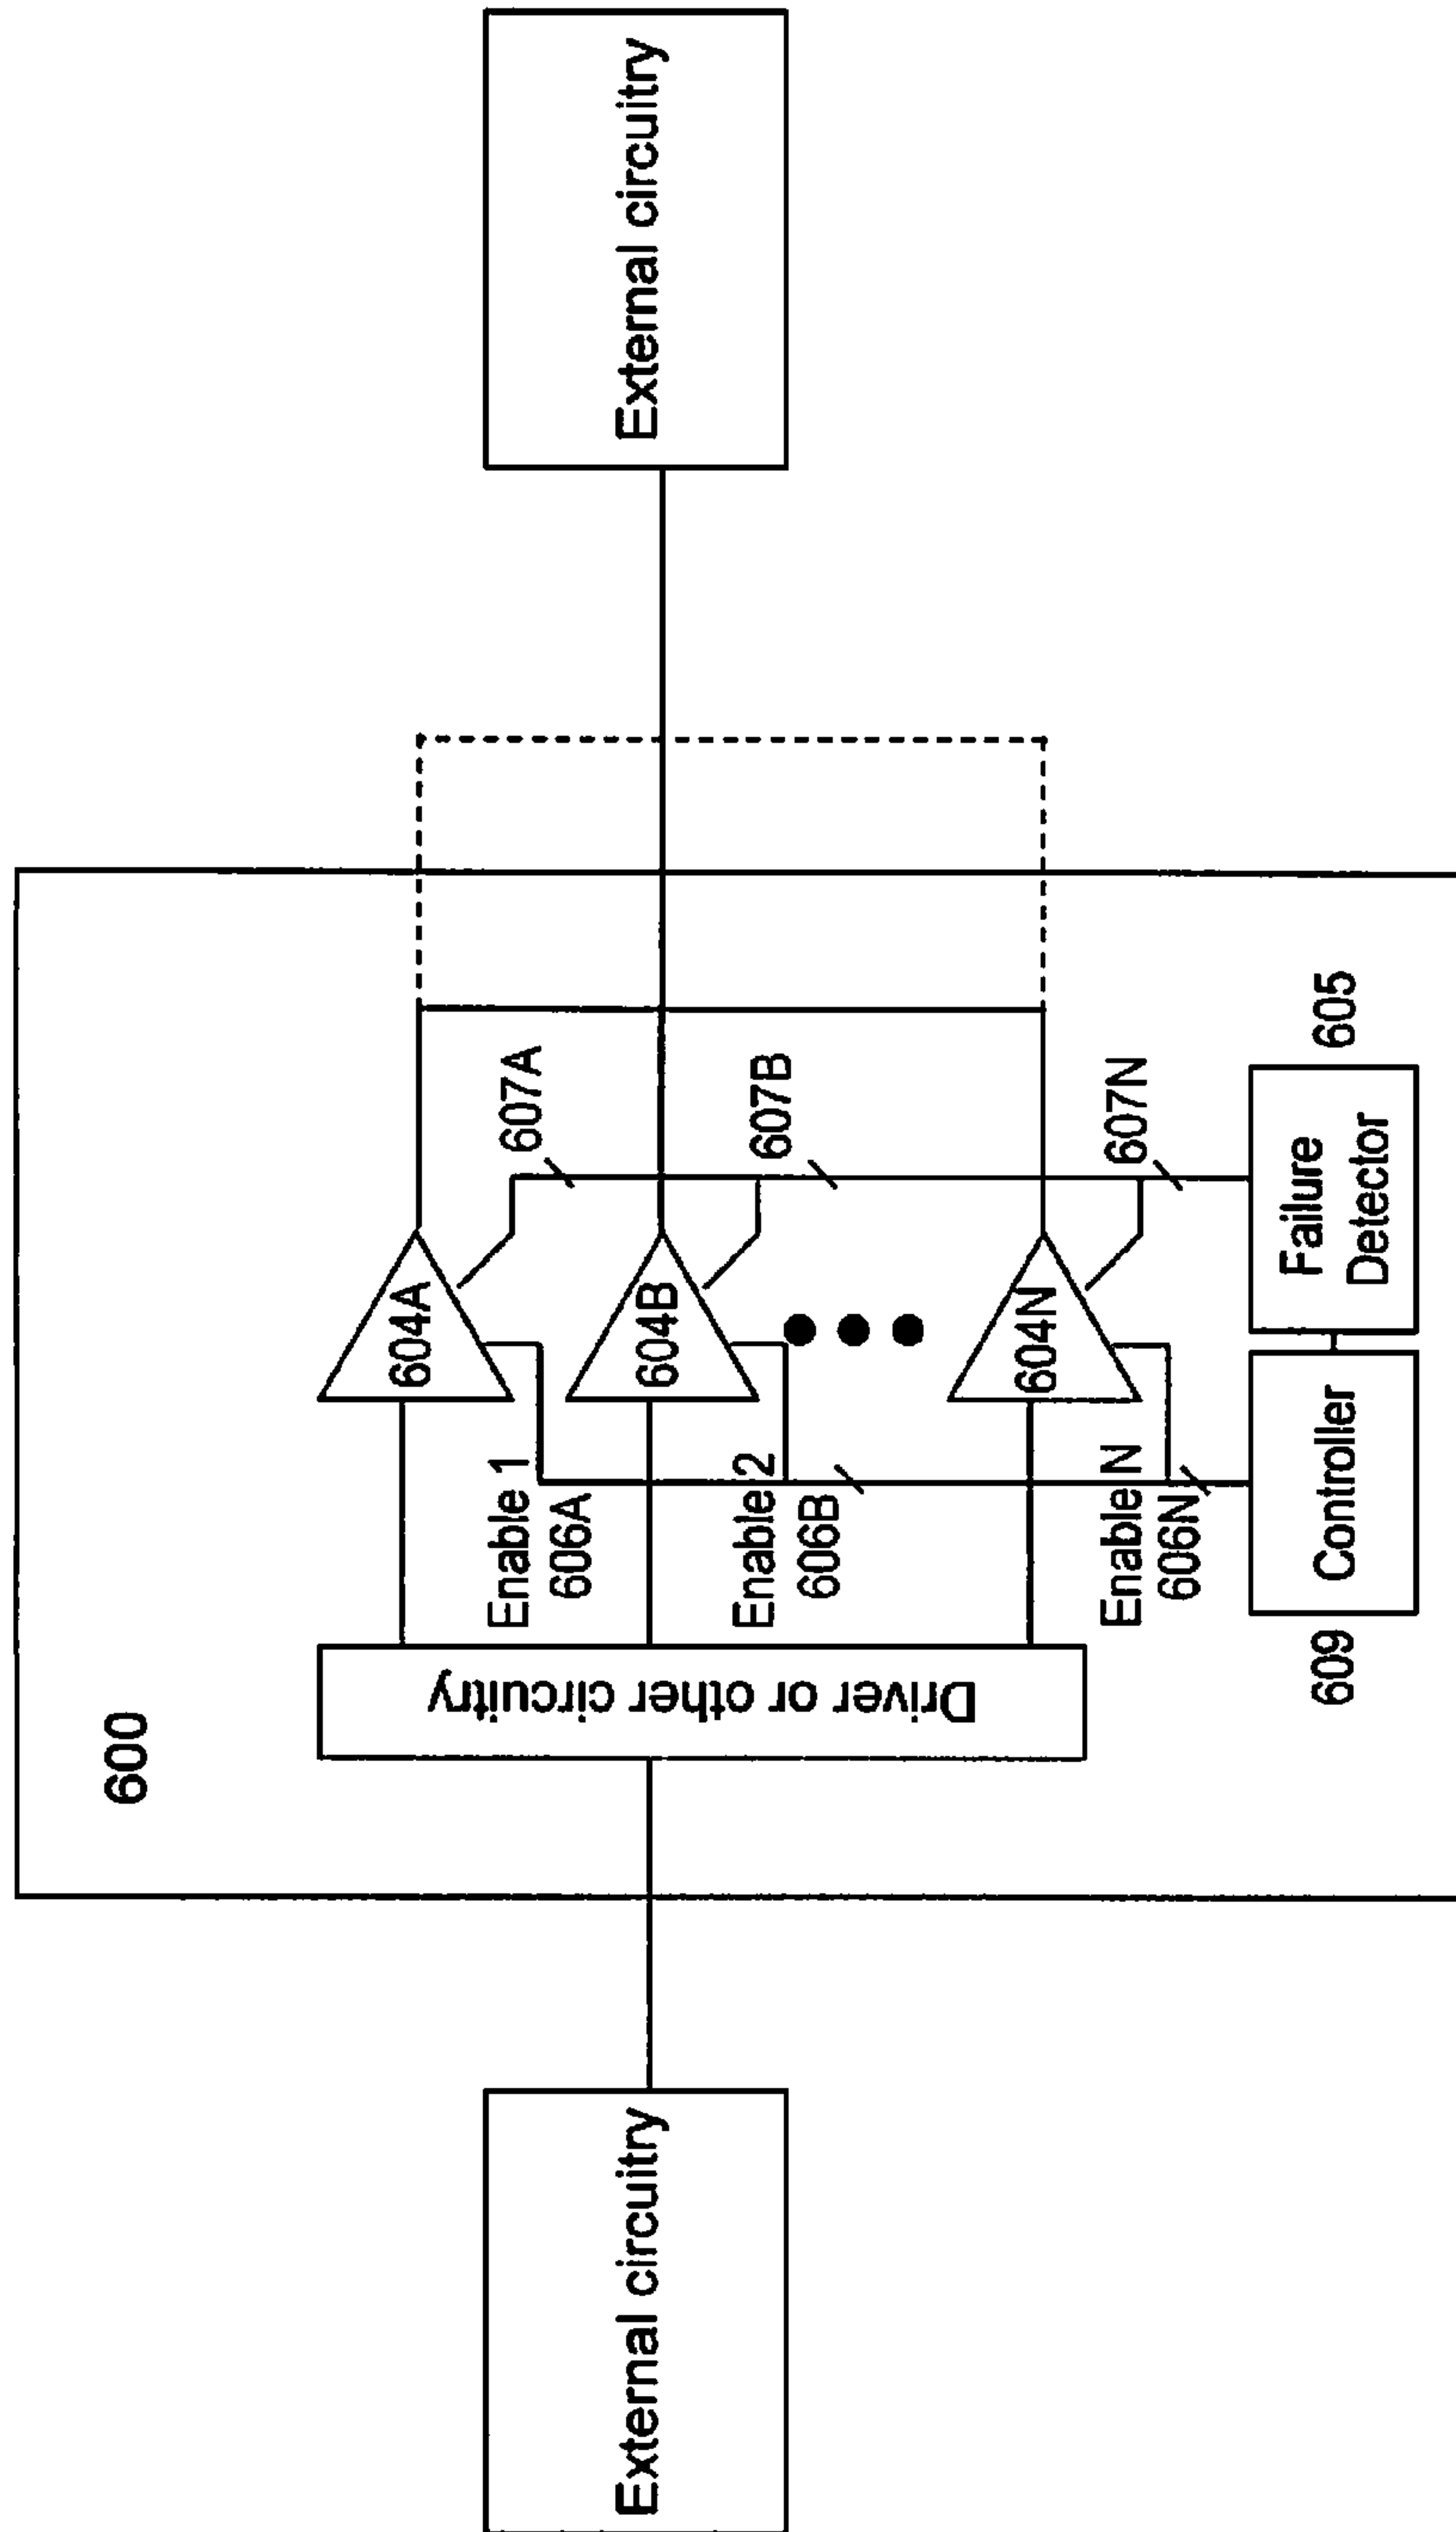 600
External circuitry
Driver or other circuitry
Enable 1
606A
604A
607A
Enable 2
606B
604B
607B
Enable N
606N
604N
607N
609
Controller
Failure
Detector
605
External circuitry